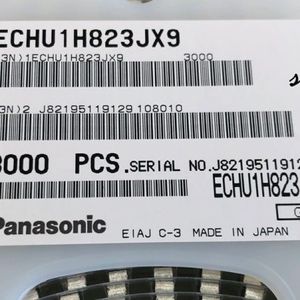 ECHU1H823JX9
3N)1ECHU1H823JX9 3000
3N)2 J82195119129 108010
3000 PCS. SERIAL NO. J8219511912
ECHU1H823
Panasonic
EIAJ C-3 MADE IN JAPAN